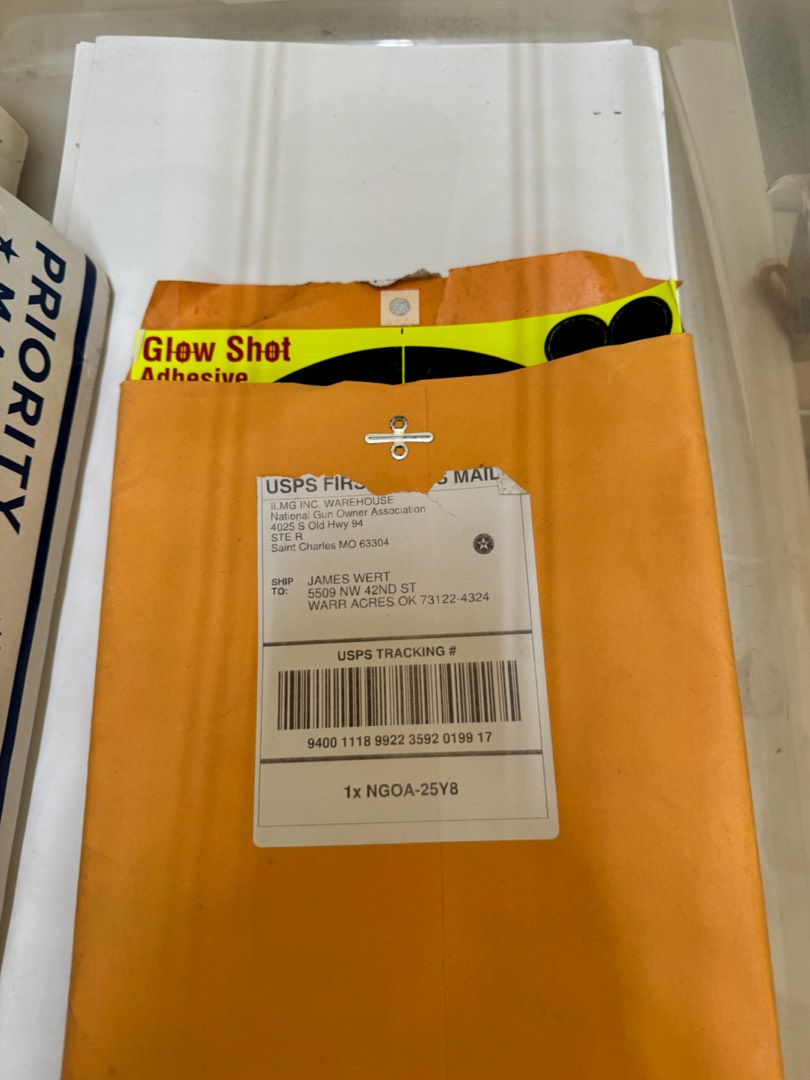 PRIORITY
★ MA
Glow Shot
Adhesive
USPS FIRS S MAIL
ILMG INC WAREHOUSE
National Gun Owner Association
4025 S Old Hwy 94
STE R
Saint Charles MO 63304
SHIP TO:
JAMES WERT
5509 NW 42ND ST
WARR ACRES OK 73122-4324
USPS TRACKING #
9400 1118 9922 3592 0199 17
1x NGOA-25Y8